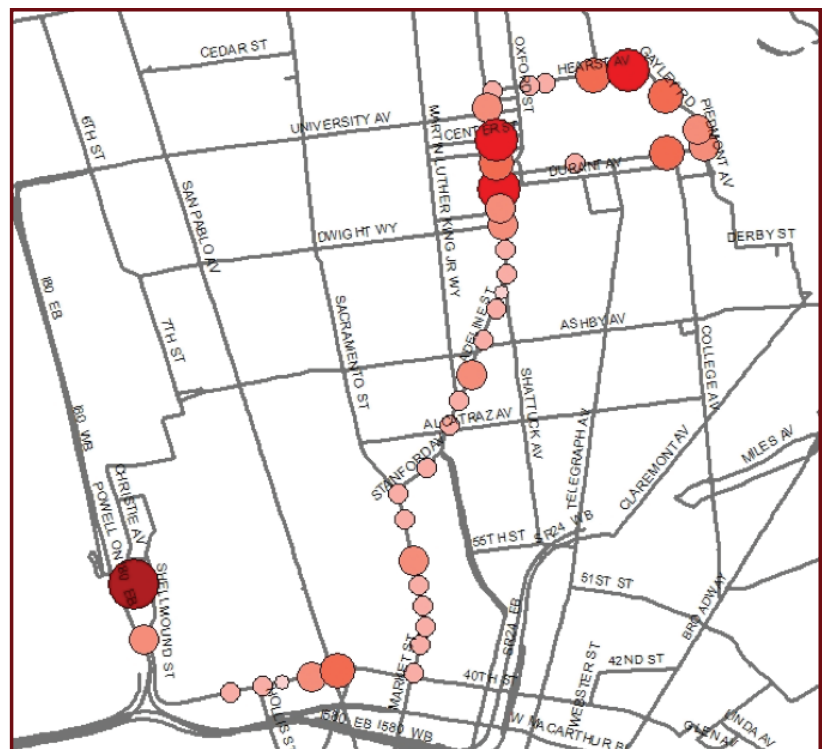 CEDAR ST
OXFORD ST
HEARST AV
GAYLEY RD
6TH ST
UNIVERSITY AV
MARTIN LUTHER KING JR WY
CENTER ST
PIEDMONT AV
SAN PABLO AV
DURANT AV
DWIGHT WY
DERBY ST
I80 EB
7TH ST
SACRAMENTO ST
ADELINE ST
ASHBY AV
SHATTUCK AV
COLLEGE AV
I80 WB
ALCATRAZ AV
TELEGRAPH AV
CLAREMONT AV
MILES AV
STANFORD AV
CHRISTIE AV
POWELL ON I80 EB
SHELLMOUND ST
55TH ST
SR24 WB
51ST ST
SR24 EB
BROADWAY
WEBSTER ST
42ND ST
MARKET ST
40TH ST
HOLLIS ST
I580 EB
I580 WB
W MACARTHUR B
GLEN AV
LINDA AV